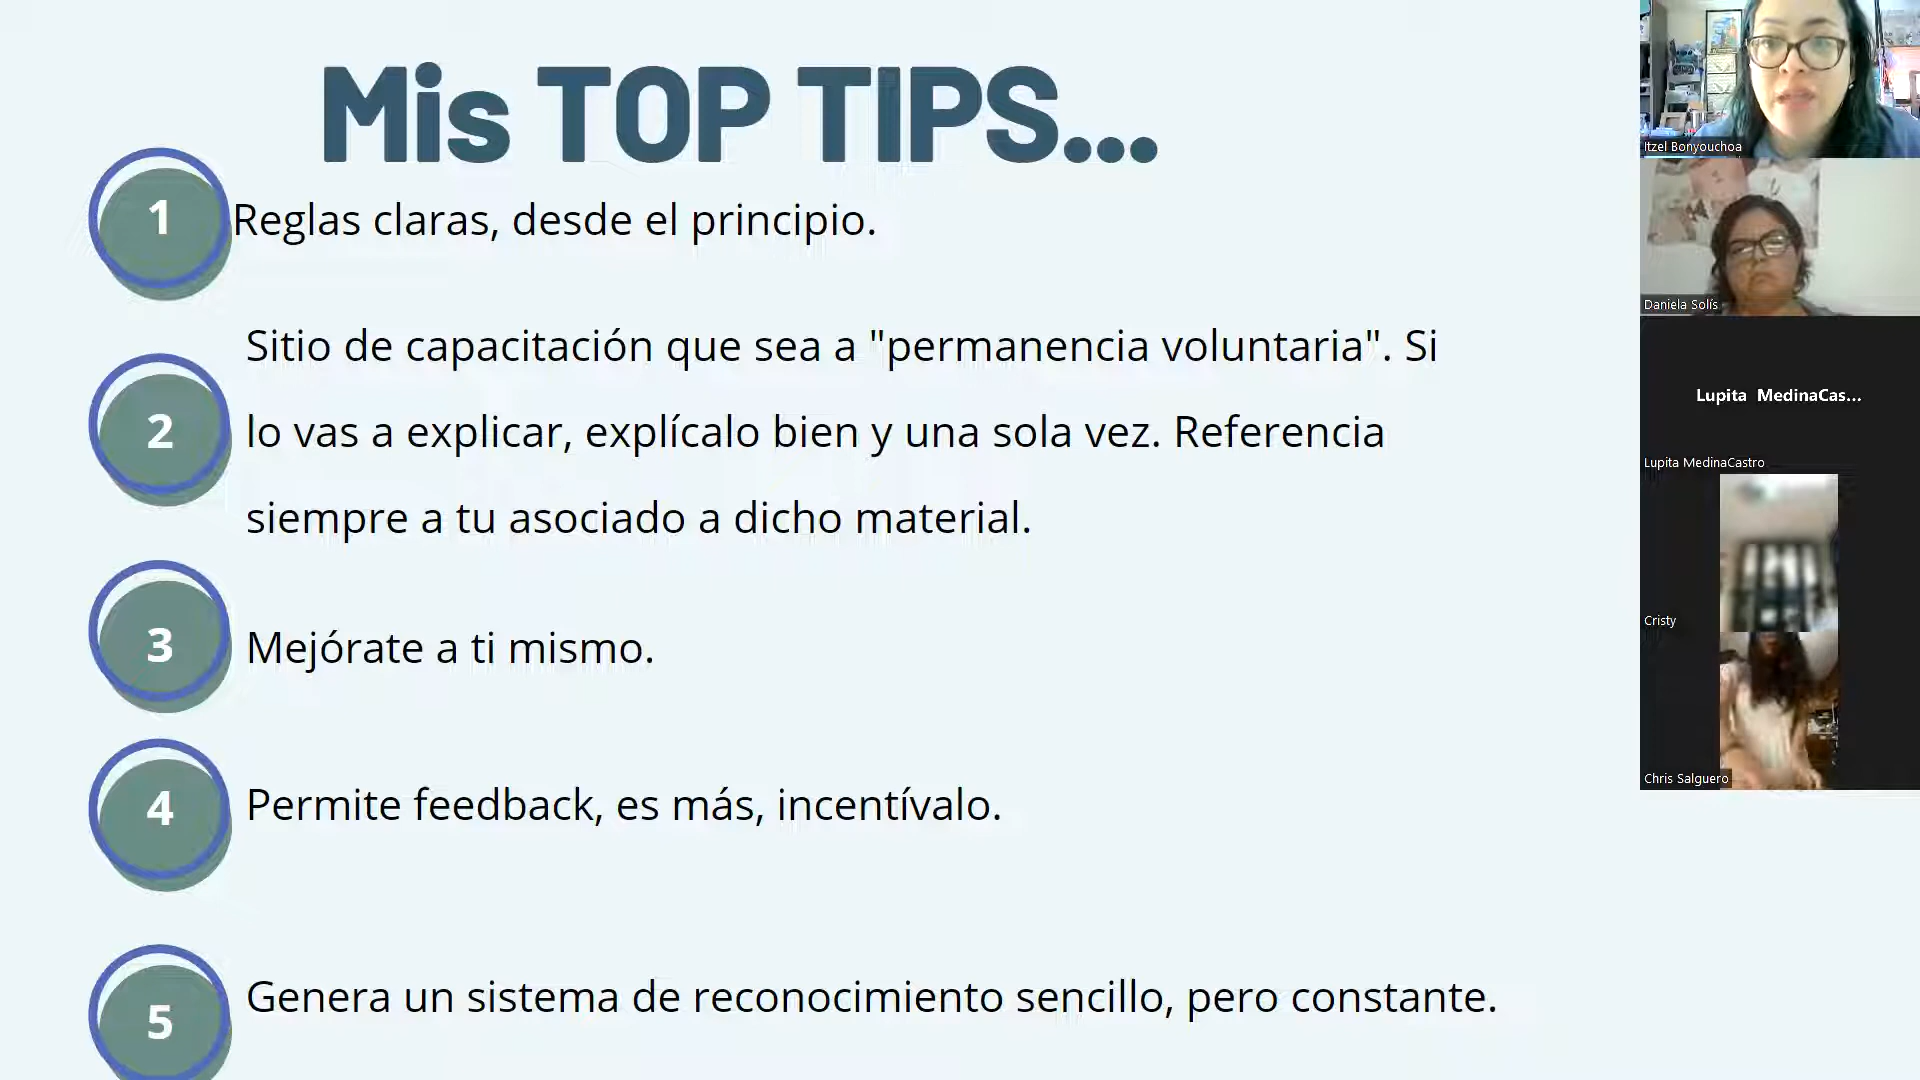 Mis TOP TIPS...
1
Reglas claras, desde el principio.
2
Sitio de capacitación que sea a "permanencia voluntaria". Si
lo vas a explicar, explícalo bien y una sola vez. Referencia
siempre a tu asociado a dicho material.
3
Mejórate a ti mismo.
4
Permite feedback, es más, incentívalo.
5
Genera un sistema de reconocimiento sencillo, pero constante.
Itzel Bonyouchoa
Daniela Solís
Lupita MedinaCas...
Lupita MedinaCastro
Cristy
Chris Salguero